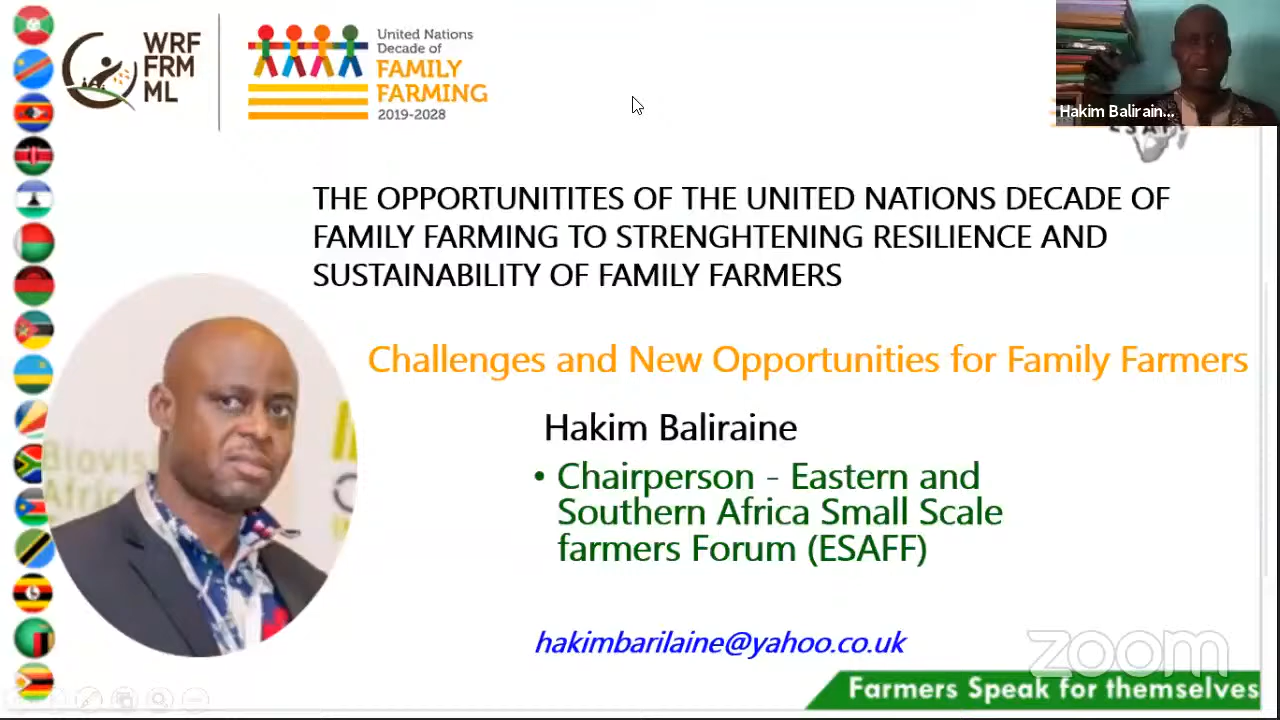 WRF
FRM
ML
United Nations
Decade of
FAMILY
FARMING
2019-2028
Hakim Balirain...
THE OPPORTUNITITES OF THE UNITED NATIONS DECADE OF
FAMILY FARMING TO STRENGHTENING RESILIENCE AND
SUSTAINABILITY OF FAMILY FARMERS
Challenges and New Opportunities for Family Farmers
Hakim Baliraine
• Chairperson - Eastern and
Southern Africa Small Scale
farmers Forum (ESAFF)
hakimbarilaine@yahoo.co.uk
zoom
Farmers Speak for themselves